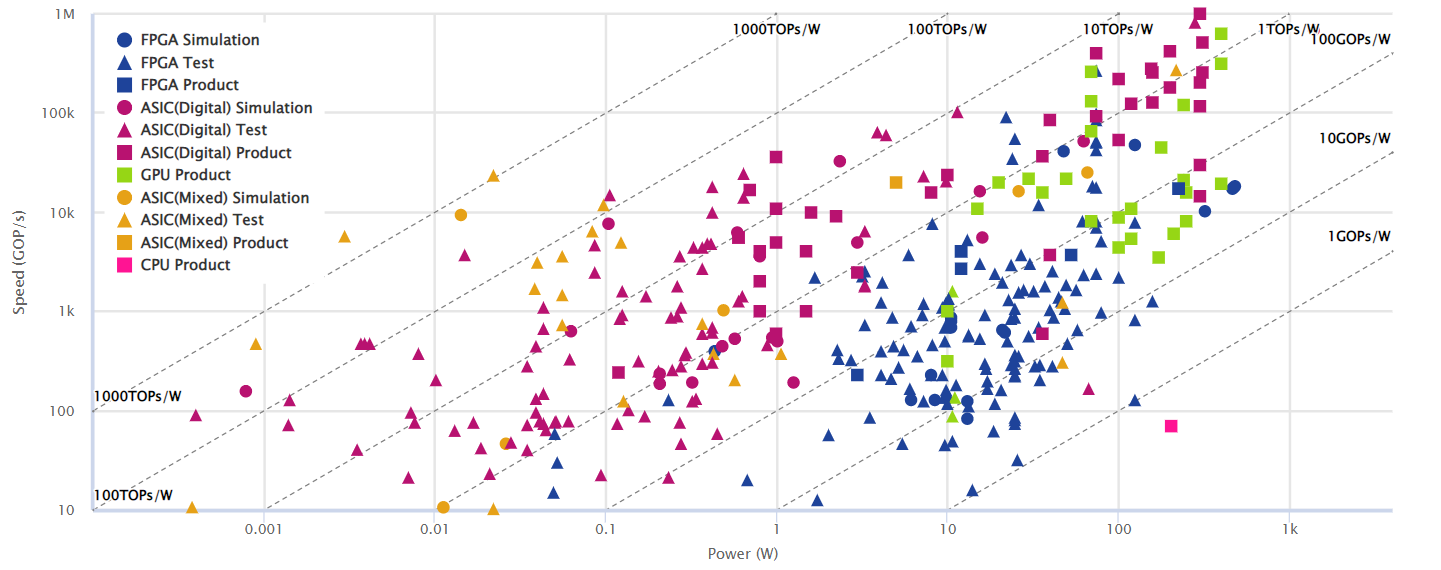 1M
1000TOPs/W
100TOPs/W
10TOPs/W
1TOPs/W
100GOPs/W
FPGA Simulation
FPGA Test
FPGA Product
ASIC(Digital) Simulation
ASIC(Digital) Test
ASIC(Digital) Product
GPU Product
ASIC(Mixed) Simulation
ASIC(Mixed) Test
ASIC(Mixed) Product
CPU Product
100k
10GOPs/W
10k
1GOPs/W
Speed (GOP/s)
1k
1000TOPs/W
100
100TOPs/W
10
0.001
0.01
0.1
1
10
100
1k
Power (W)